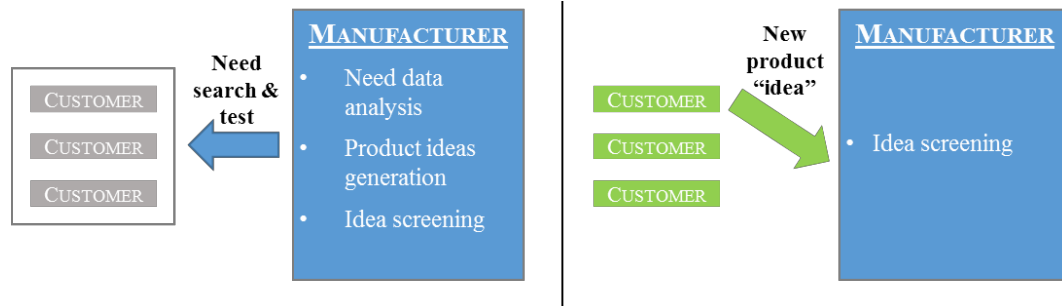 MANUFACTURER
Need
search &
test
• Need data
analysis
• Product ideas
generation
• Idea screening
CUSTOMER
CUSTOMER
CUSTOMER
MANUFACTURER
New
product
“idea”
• Idea screening
CUSTOMER
CUSTOMER
CUSTOMER